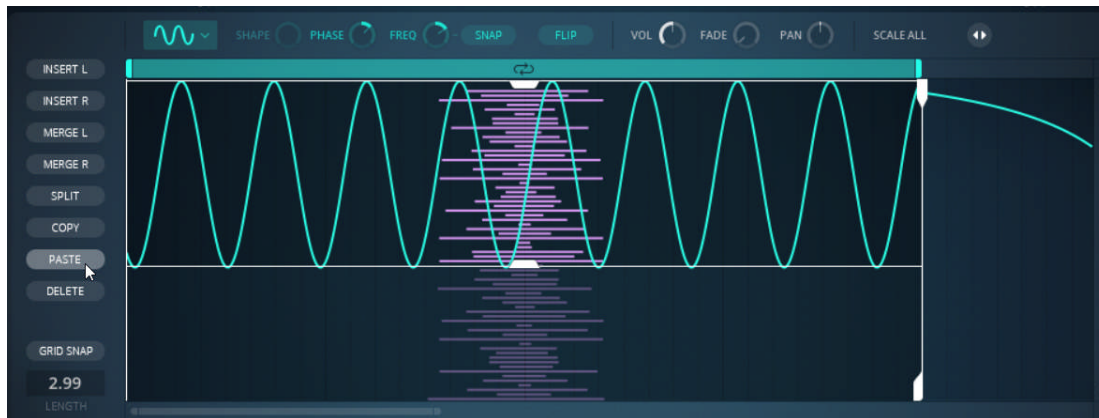 SHAPE PHASE FREQ SNAP FLIP VOL FADE PAN SCALE ALL
INSERT L
INSERT R
MERGE L
MERGE R
SPLIT
COPY
PASTE
DELETE
GRID SNAP
2.99
LENGTH